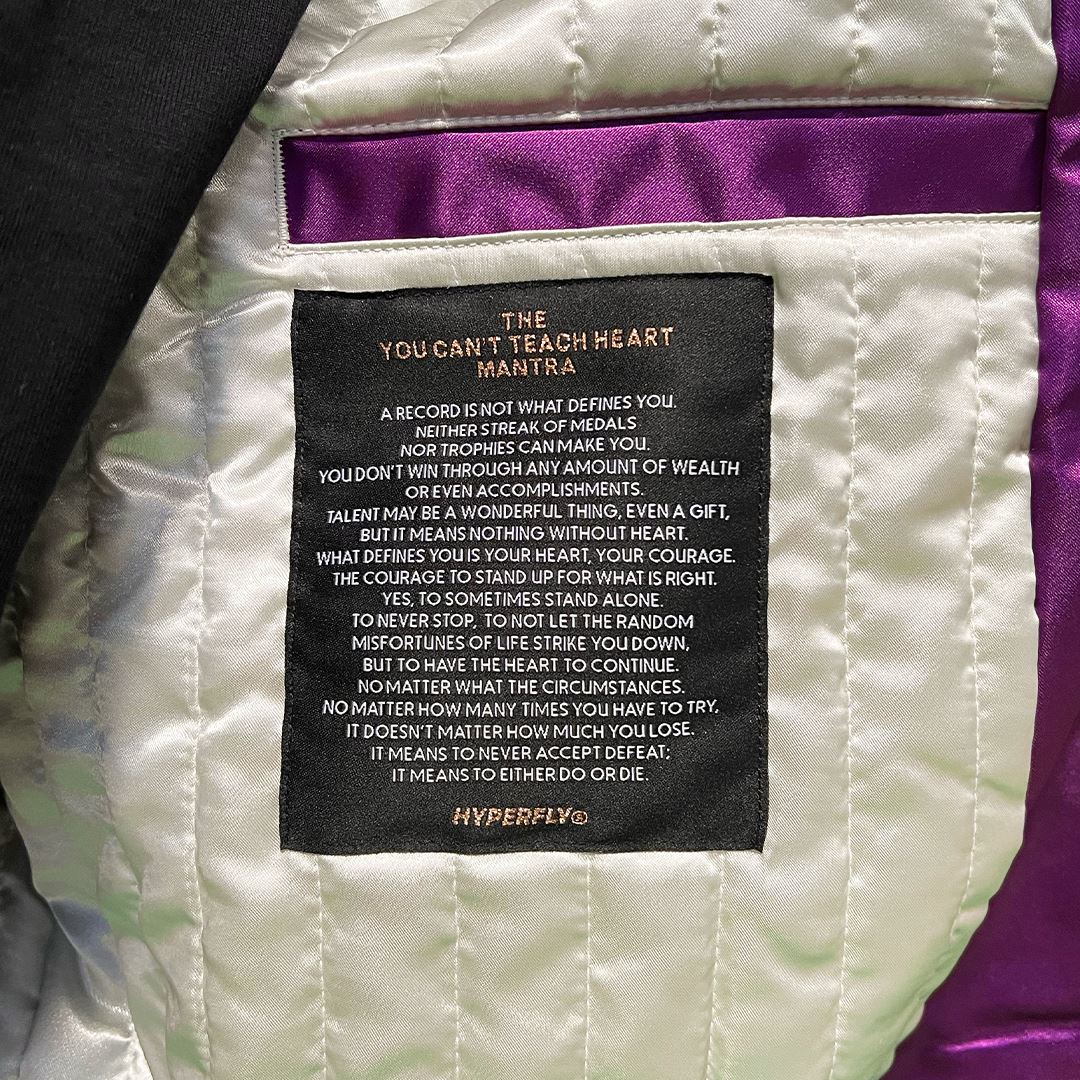 THE
YOU CAN'T TEACH HEART
MANTRA
A RECORD IS NOT WHAT DEFINES YOU.
NEITHER STREAK OF MEDALS
NOR TROPHIES CAN MAKE YOU.
YOU DON'T WIN THROUGH ANY AMOUNT OF WEALTH
OR EVEN ACCOMPLISHMENTS.
TALENT MAY BE A WONDERFUL THING, EVEN A GIFT,
BUT IT MEANS NOTHING WITHOUT HEART.
WHAT DEFINES YOU IS YOUR HEART, YOUR COURAGE.
THE COURAGE TO STAND UP FOR WHAT IS RIGHT.
YES, TO SOMETIMES STAND ALONE.
TO NEVER STOP, TO NOT LET THE RANDOM
MISFORTUNES OF LIFE STRIKE YOU DOWN,
BUT TO HAVE THE HEART TO CONTINUE.
NO MATTER WHAT THE CIRCUMSTANCES.
NO MATTER HOW MANY TIMES YOU HAVE TO TRY,
IT DOESN'T MATTER HOW MUCH YOU LOSE.
IT MEANS TO NEVER ACCEPT DEFEAT;
IT MEANS TO EITHER DO OR DIE.
HYPERFLY®